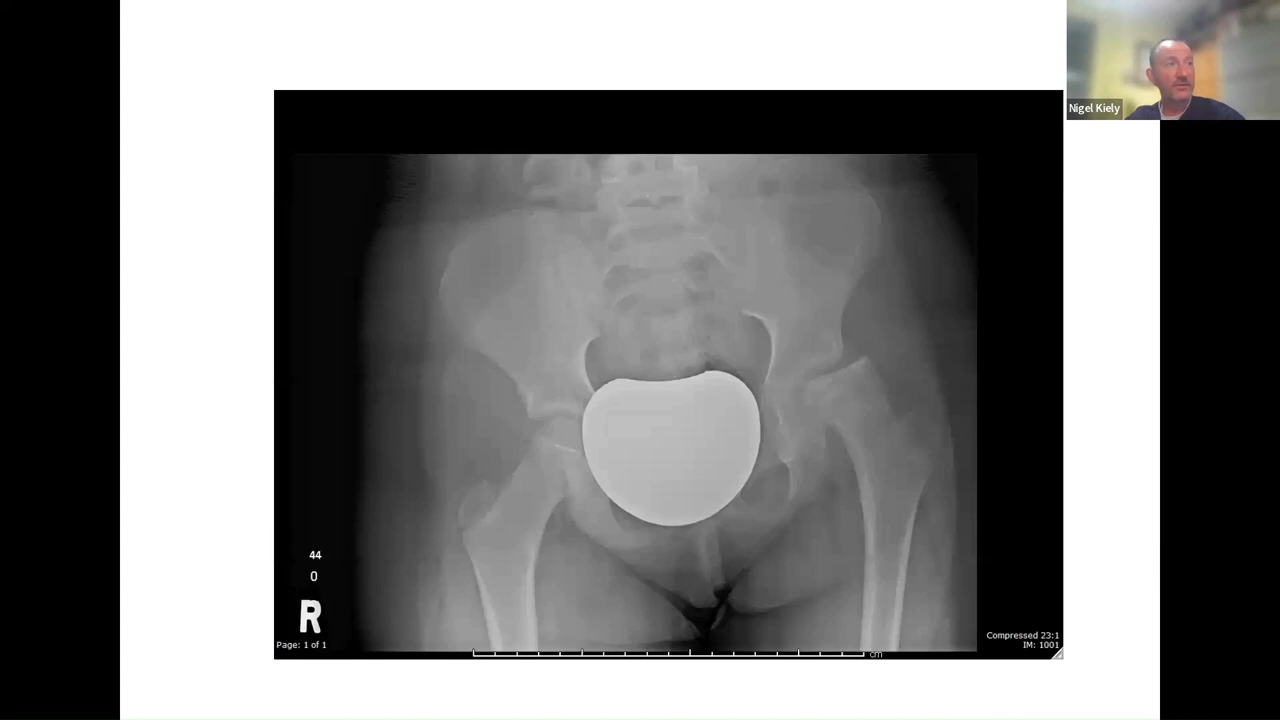 Nigel Kiely
44
0
R
Page: 1 of 1
cm
Compressed 23:1
IM: 1001